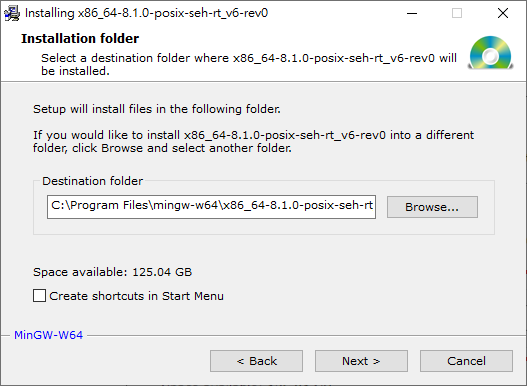 Installing x86_64-8.1.0-posix-seh-rt_v6-rev0
Installation folder
Select a destination folder where x86_64-8.1.0-posix-seh-rt_v6-rev0 will
be installed.
Setup will install files in the following folder.
If you would like to install x86_64-8.1.0-posix-seh-rt_v6-rev0 into a different
folder, click Browse and select another folder.
Destination folder
C:\Program Files\mingw-w64\x86_64-8.1.0-posix-seh-rt
Browse...
Space available: 125.04 GB
Create shortcuts in Start Menu
MinGW-W64
< Back
Next >
Cancel